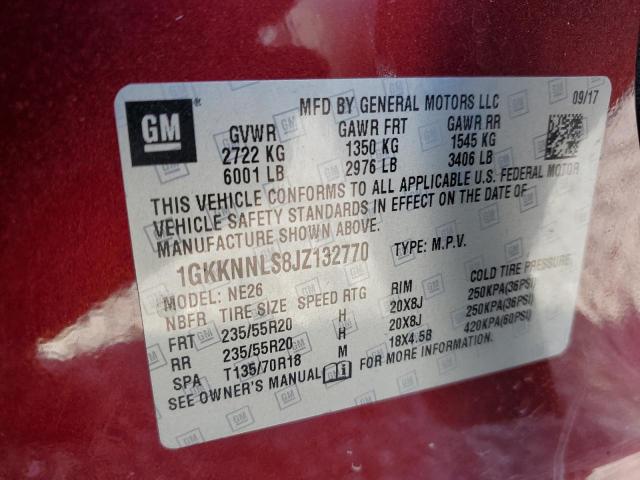 GM
MFD BY GENERAL MOTORS LLC 09/17
GVWR GAWR FRT GAWR RR
2722 KG 1350 KG 1545 KG
6001 LB 2976 LB 3406 LB
THIS VEHICLE CONFORMS TO ALL APPLICABLE U.S. FEDERAL MOTOR
VEHICLE SAFETY STANDARDS IN EFFECT ON THE DATE OF
MANUFACTURE SHOWN ABOVE.
1GKKNNLS8JZ132770 TYPE: M.P.V.
MODEL: NE26
NBFR TIRE SIZE SPEED RTG RIM COLD TIRE PRESSURE
FRT 235/55R20 H 20X8J 250KPA(36PSI)
RR 235/55R20 H 20X8J 250KPA(36PSI)
SPA T135/70R18 M 18X4.5B 420KPA(60PSI)
SEE OWNER'S MANUAL FOR MORE INFORMATION.